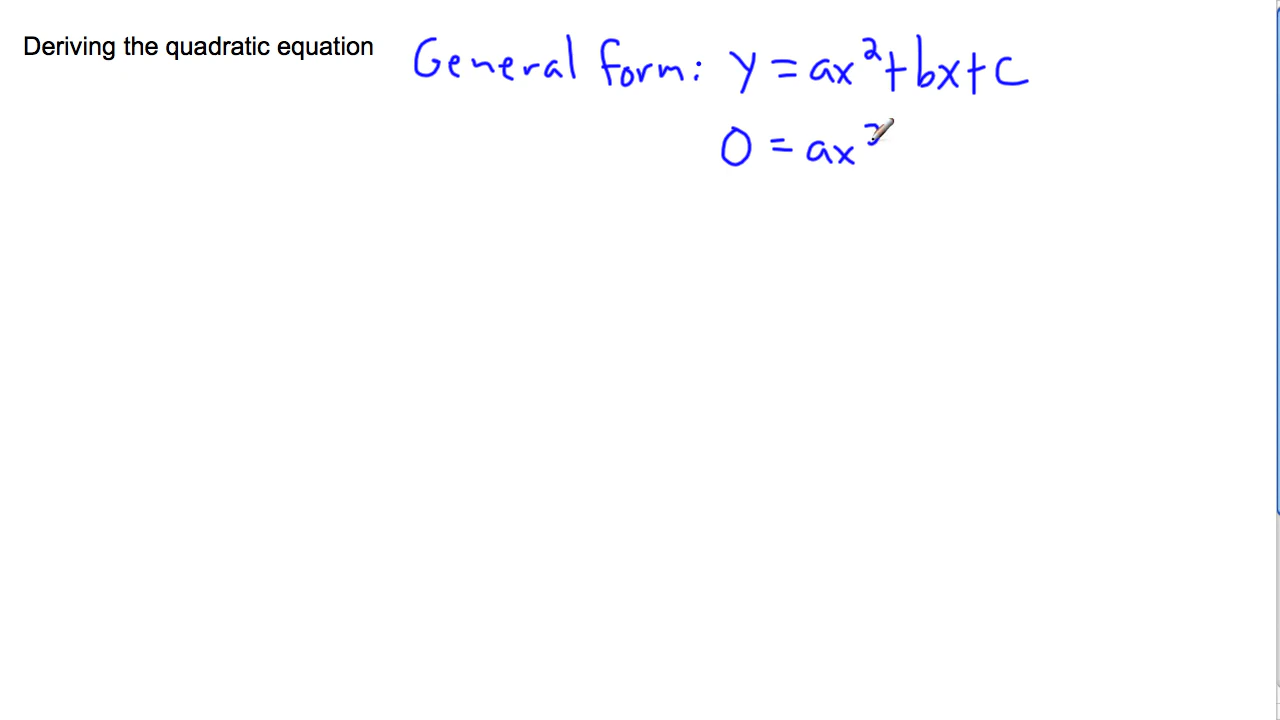 Deriving the quadratic equation General form: y = ax²+bx+c
0 = ax²